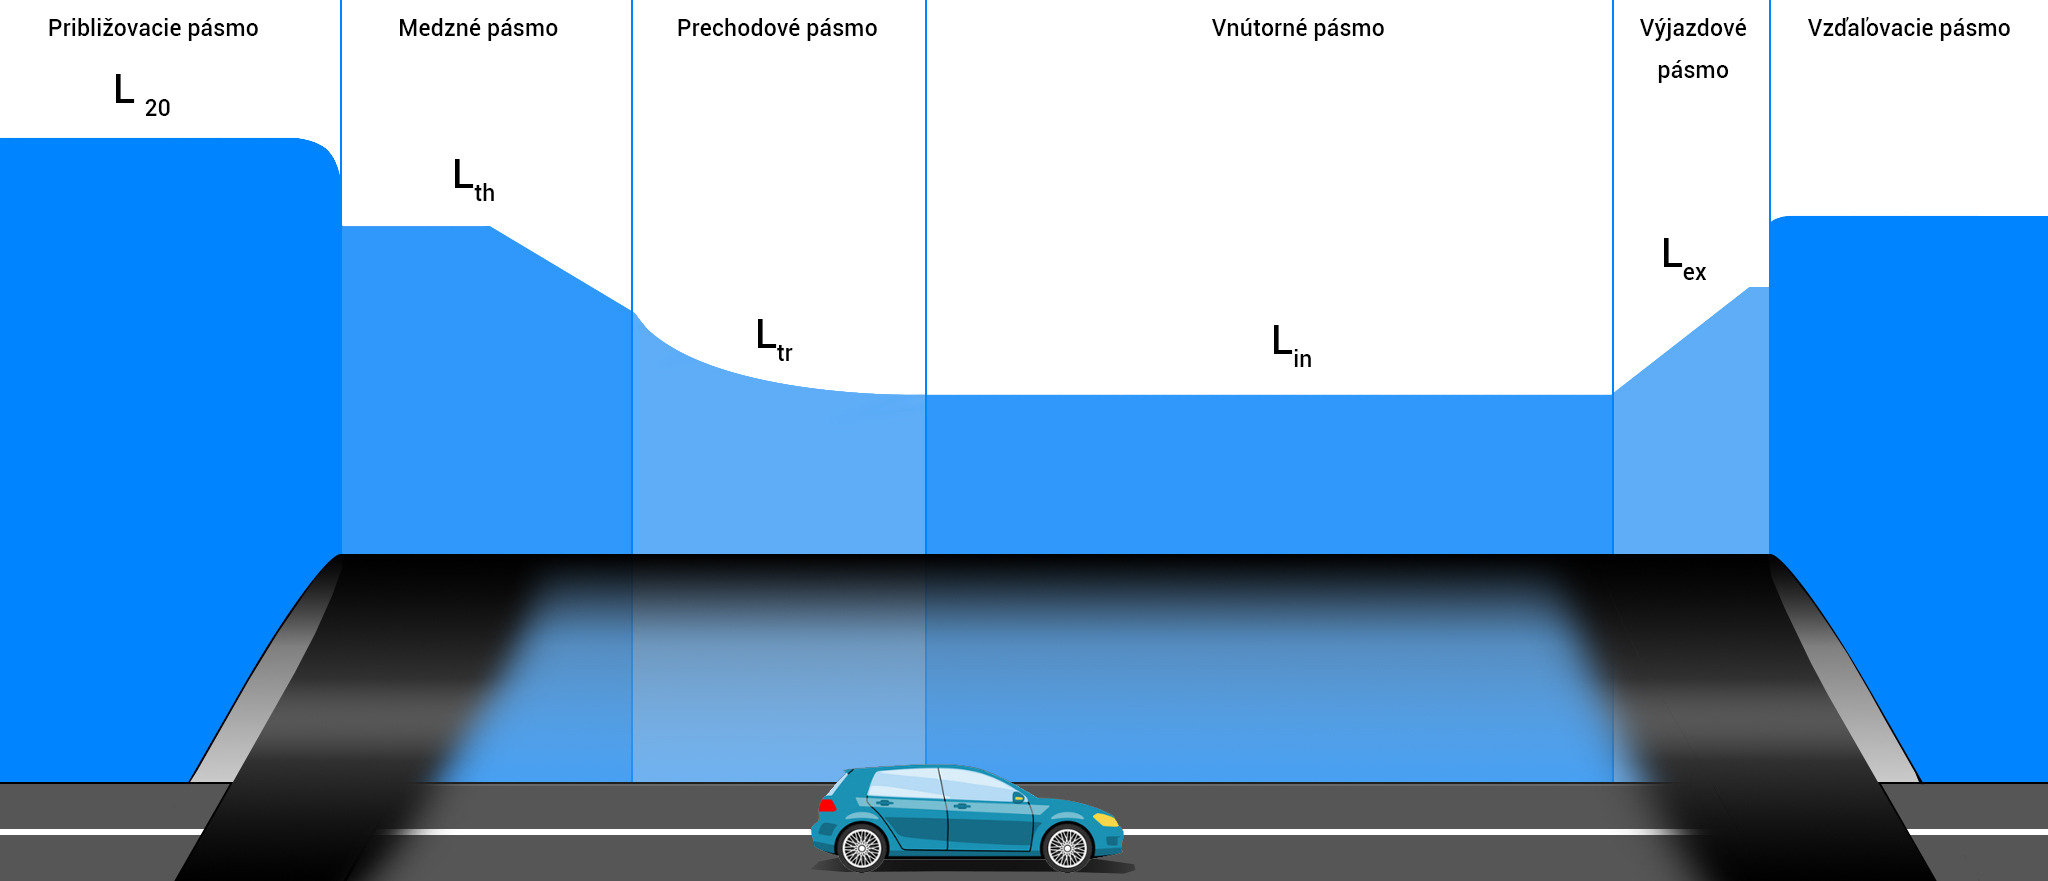 Približovacie pásmo
Medzné pásmo
Prechodové pásmo
Vnútorné pásmo
Výjazdové
pásmo
Vzďaľovacie pásmo
L 20
Lth
Ltr
Lin
Lex